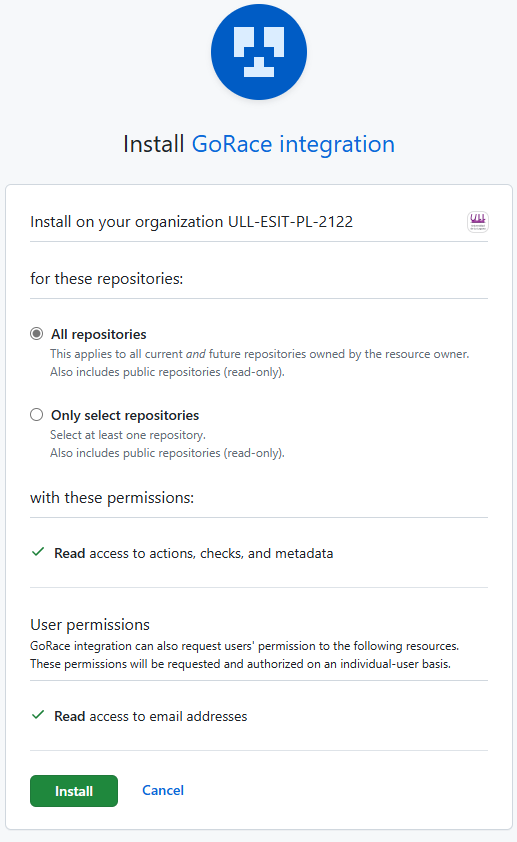 Install GoRace integration
Install on your organization ULL-ESIT-PL-2122
ULL
for these repositories:
All repositories
This applies to all current and future repositories owned by the resource owner.
Also includes public repositories (read-only).
Only select repositories
Select at least one repository.
Also includes public repositories (read-only).
with these permissions:
Read access to actions, checks, and metadata
User permissions
GoRace integration can also request users' permission to the following resources.
These permissions will be requested and authorized on an individual-user basis.
Read access to email addresses
Install
Cancel